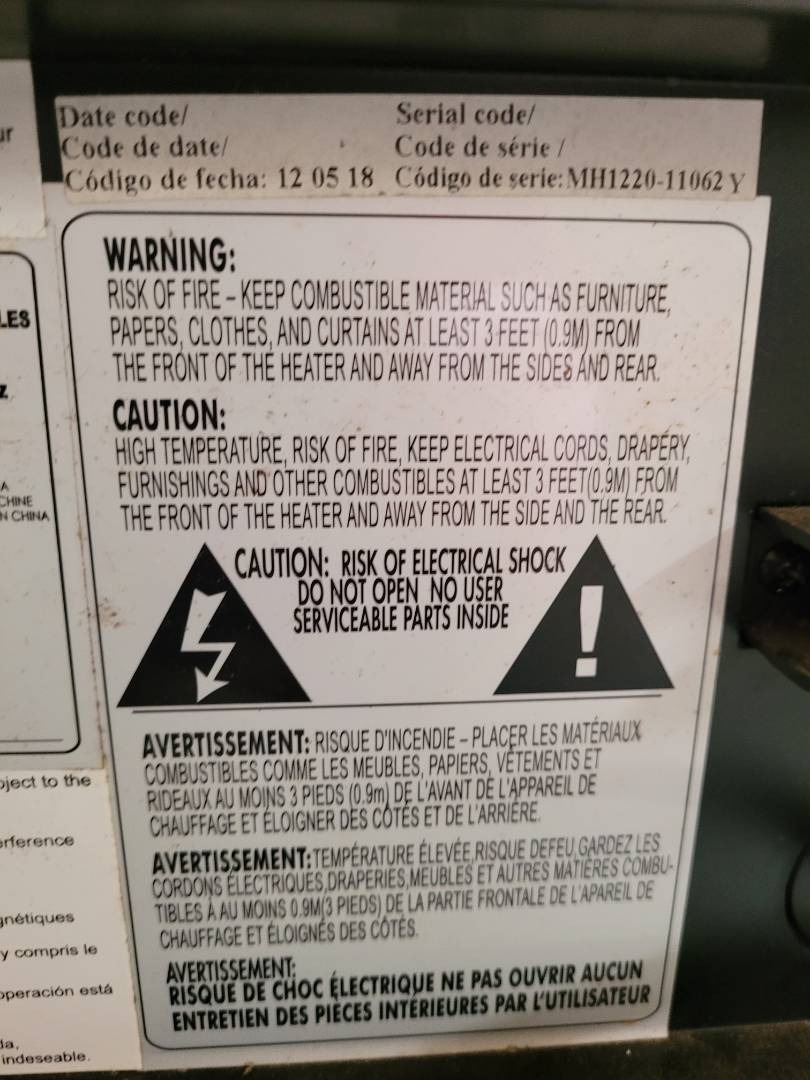 Date code/ Serial code/
Code de date/ Code de série /
Código de fecha: 12 05 18 Código de serie: MH1220-11062 Y
WARNING:
RISK OF FIRE – KEEP COMBUSTIBLE MATERIAL SUCH AS FURNITURE,
PAPERS, CLOTHES, AND CURTAINS AT LEAST 3 FEET (0.9M) FROM
THE FRONT OF THE HEATER AND AWAY FROM THE SIDES AND REAR.
CAUTION:
HIGH TEMPERATURE, RISK OF FIRE, KEEP ELECTRICAL CORDS, DRAPERY,
FURNISHINGS AND OTHER COMBUSTIBLES AT LEAST 3 FEET(0.9M) FROM
THE FRONT OF THE HEATER AND AWAY FROM THE SIDE AND THE REAR.
CAUTION: RISK OF ELECTRICAL SHOCK
DO NOT OPEN NO USER
SERVICEABLE PARTS INSIDE
AVERTISSEMENT: RISQUE D'INCENDIE – PLACER LES MATÉRIAUX
COMBUSTIBLES COMME LES MEUBLES, PAPIERS, VÊTEMENTS ET
RIDEAUX AU MOINS 3 PIEDS (0.9m) DE L'AVANT DE L'APPAREIL DE
CHAUFFAGE ET ÉLOIGNER DES CÔTÉS ET DE L'ARRIÈRE.
AVERTISSEMENT: TEMPÉRATURE ÉLEVÉE, RISQUE DEFEU, GARDEZ LES
CORDONS ÉLECTRIQUES, DRAPERIES, MEUBLES ET AUTRES MATIÈRES COMBU-
TIBLES À AU MOINS 0.9M(3 PIEDS) DE LA PARTIE FRONTALE DE L'APAREIL DE
CHAUFFAGE ET ÉLOIGNÉS DES CÔTÉS.
AVERTISSEMENT:
RISQUE DE CHOC ÉLECTRIQUE NE PAS OUVRIR AUCUN
ENTRETIEN DES PIÈCES INTÉRIEURES PAR L'UTILISATEUR
LES
CHINE
N CHINA
ject to the
erference
gnétiques
y compris le
operación está
da,
indeseable.